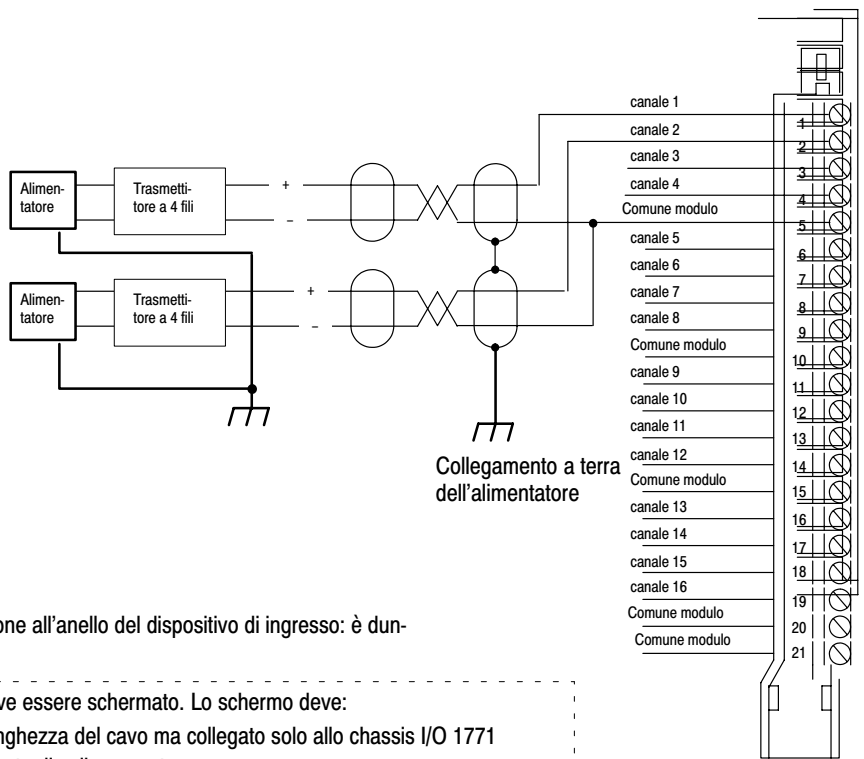 canale 1
1
canale 2
2
canale 3
3
Alimen-
tatore
Trasmetti-
tore a 4 fili
+
–
canale 4
4
Comune modulo
5
canale 5
6
canale 6
7
Alimen-
tatore
Trasmetti-
tore a 4 fili
+
–
canale 7
8
canale 8
9
Comune modulo
10
canale 9
11
canale 10
12
canale 11
13
Collegamento a terra
dell'alimentatore
canale 12
14
Comune modulo
15
canale 13
16
canale 14
17
canale 15
18
canale 16
19
Comune modulo
20
Comune modulo
21
one all'anello del dispositivo di ingresso: è dun-
ve essere schermato. Lo schermo deve:
nghezza del cavo ma collegato solo allo chassis I/O 1771